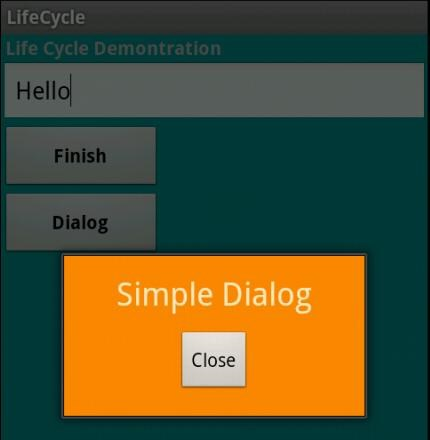 LifeCycle
Life Cycle Demontration
Hello
Finish
Dialog
Simple Dialog
Close